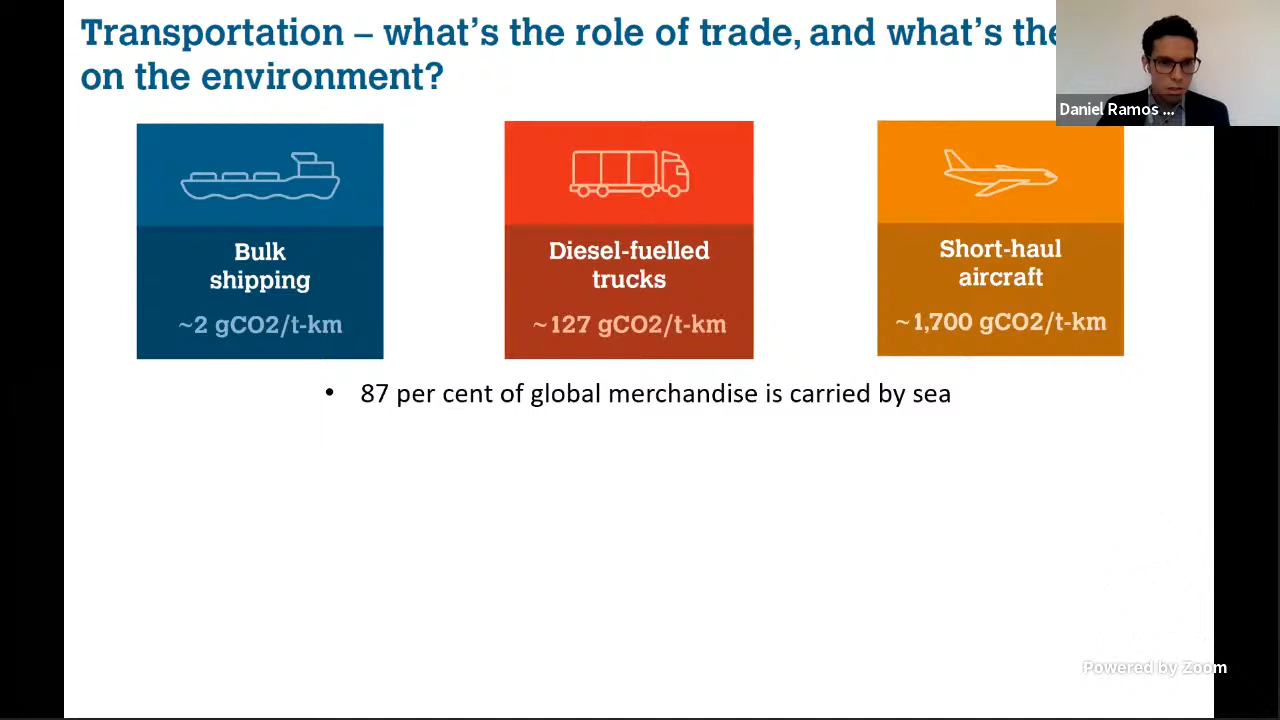 Transportation – what's the role of trade, and what's the
on the environment?
Daniel Ramos ...
Bulk
shipping
~2 gCO2/t-km
Diesel-fuelled
trucks
~127 gCO2/t-km
Short-haul
aircraft
~1,700 gCO2/t-km
• 87 per cent of global merchandise is carried by sea
Powered by Zoom